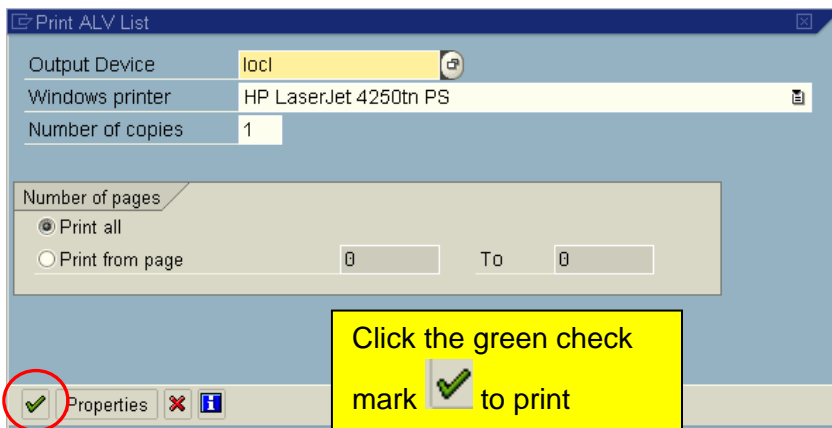 Print ALV List
Output Device locl
Windows printer HP LaserJet 4250tn PS
Number of copies 1
Number of pages
Print all
Print from page 0 To 0
Click the green check
mark to print
Properties